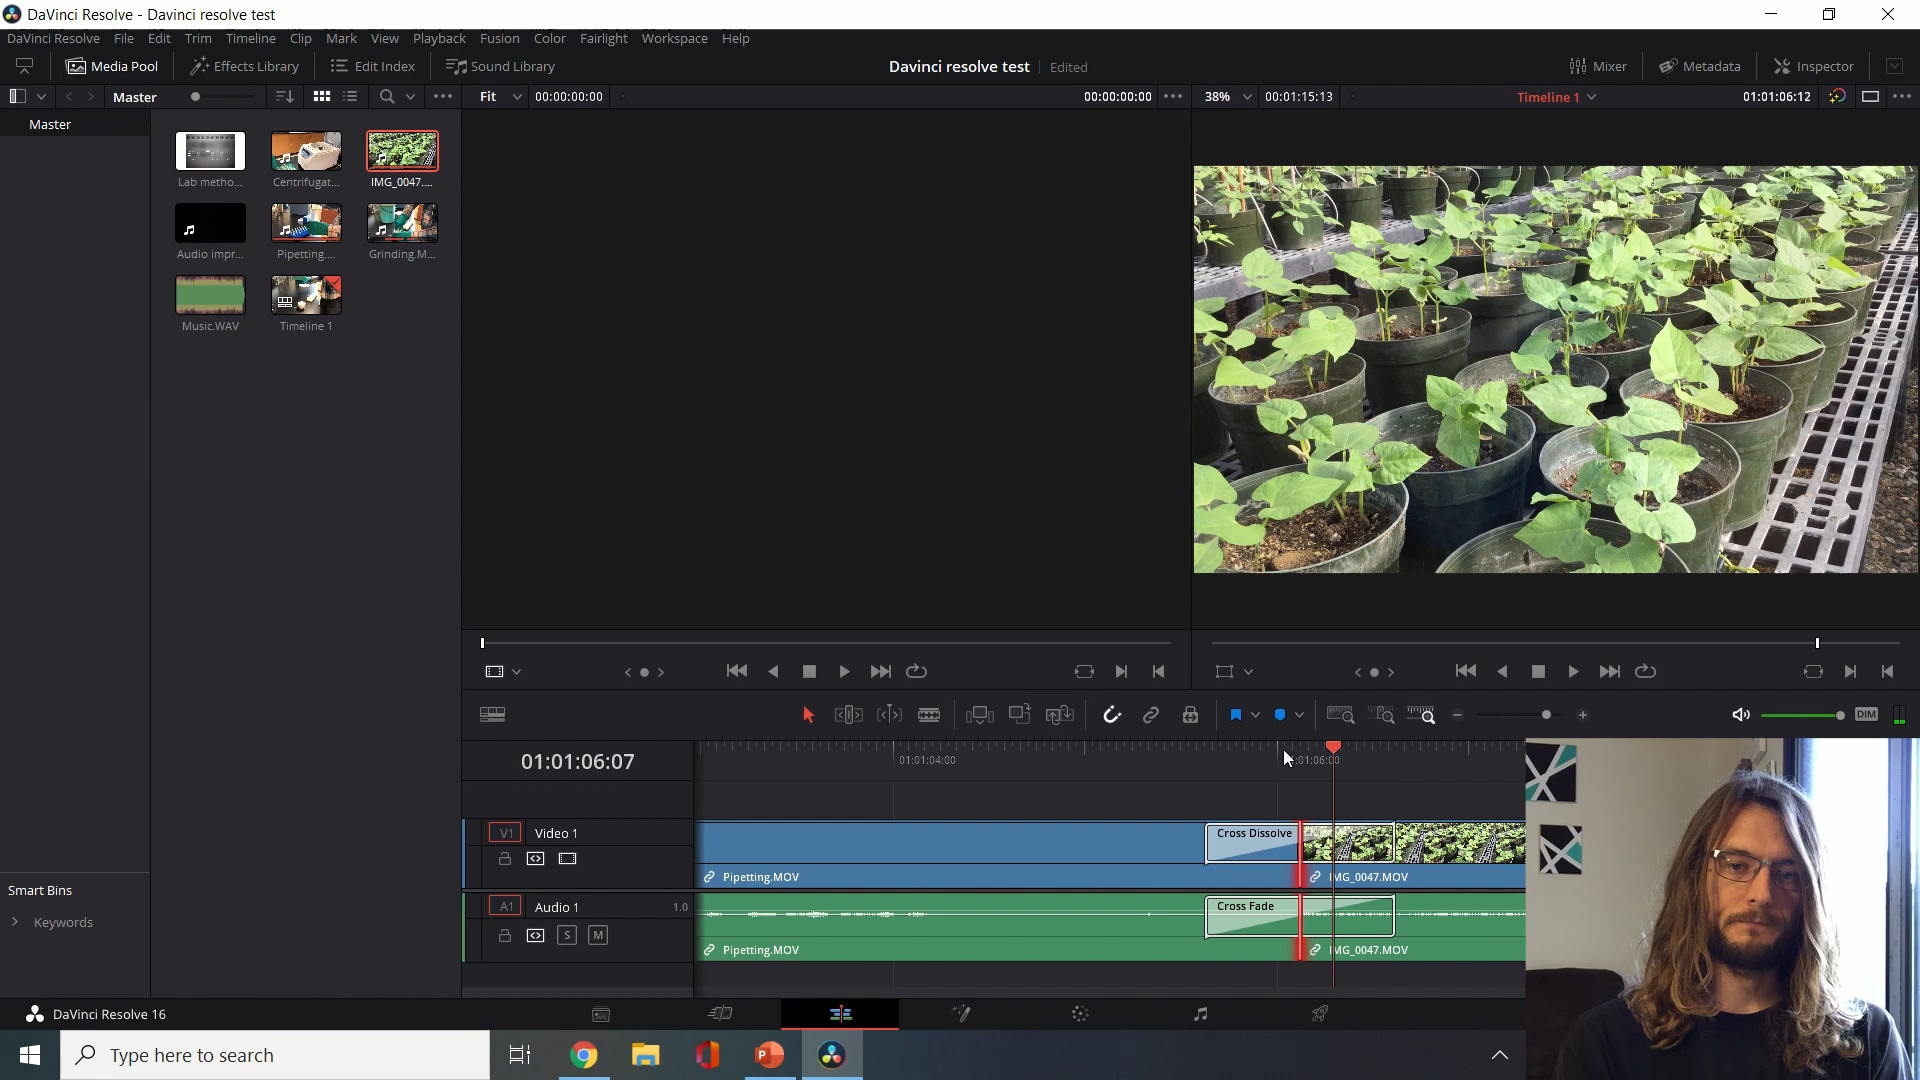 DaVinci Resolve - Davinci resolve test
DaVinci Resolve File Edit Trim Timeline Clip Mark View Playback Fusion Color Fairlight Workspace Help
Media Pool Effects Library Edit Index Sound Library Davinci resolve test Edited Mixer Metadata Inspector
Master Fit 00:00:00:00 00:00:00:00 38% 00:01:15:13 Timeline 1 01:01:06:12
Master
Lab metho... Centrifugat... IMG_0047....
Audio impr... Pipetting.... Grinding.M...
Music.WAV Timeline 1
DIM
01:01:06:07 01:01:04:00 :01:06:00
V1 Video 1 Cross Dissolve
Pipetting.MOV IMG_0047.MOV
A1 Audio 1 1.0 Cross Fade
S M
Pipetting.MOV IMG_0047.MOV
Smart Bins
Keywords
DaVinci Resolve 16
Type here to search